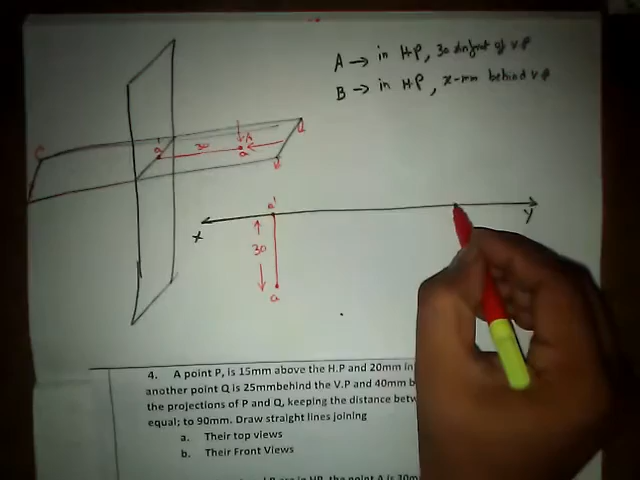 A → in H.P, 30 infront of V.P
B → in H.P, x-mm behind V.P
a' 30 A
a
X a' Y
30
a
4. A point P, is 15mm above the H.P and 20mm in
another point Q is 25mmbehind the V.P and 40mm b
the projections of P and Q, keeping the distance betw
equal; to 90mm. Draw straight lines joining
a. Their top views
b. Their Front Views